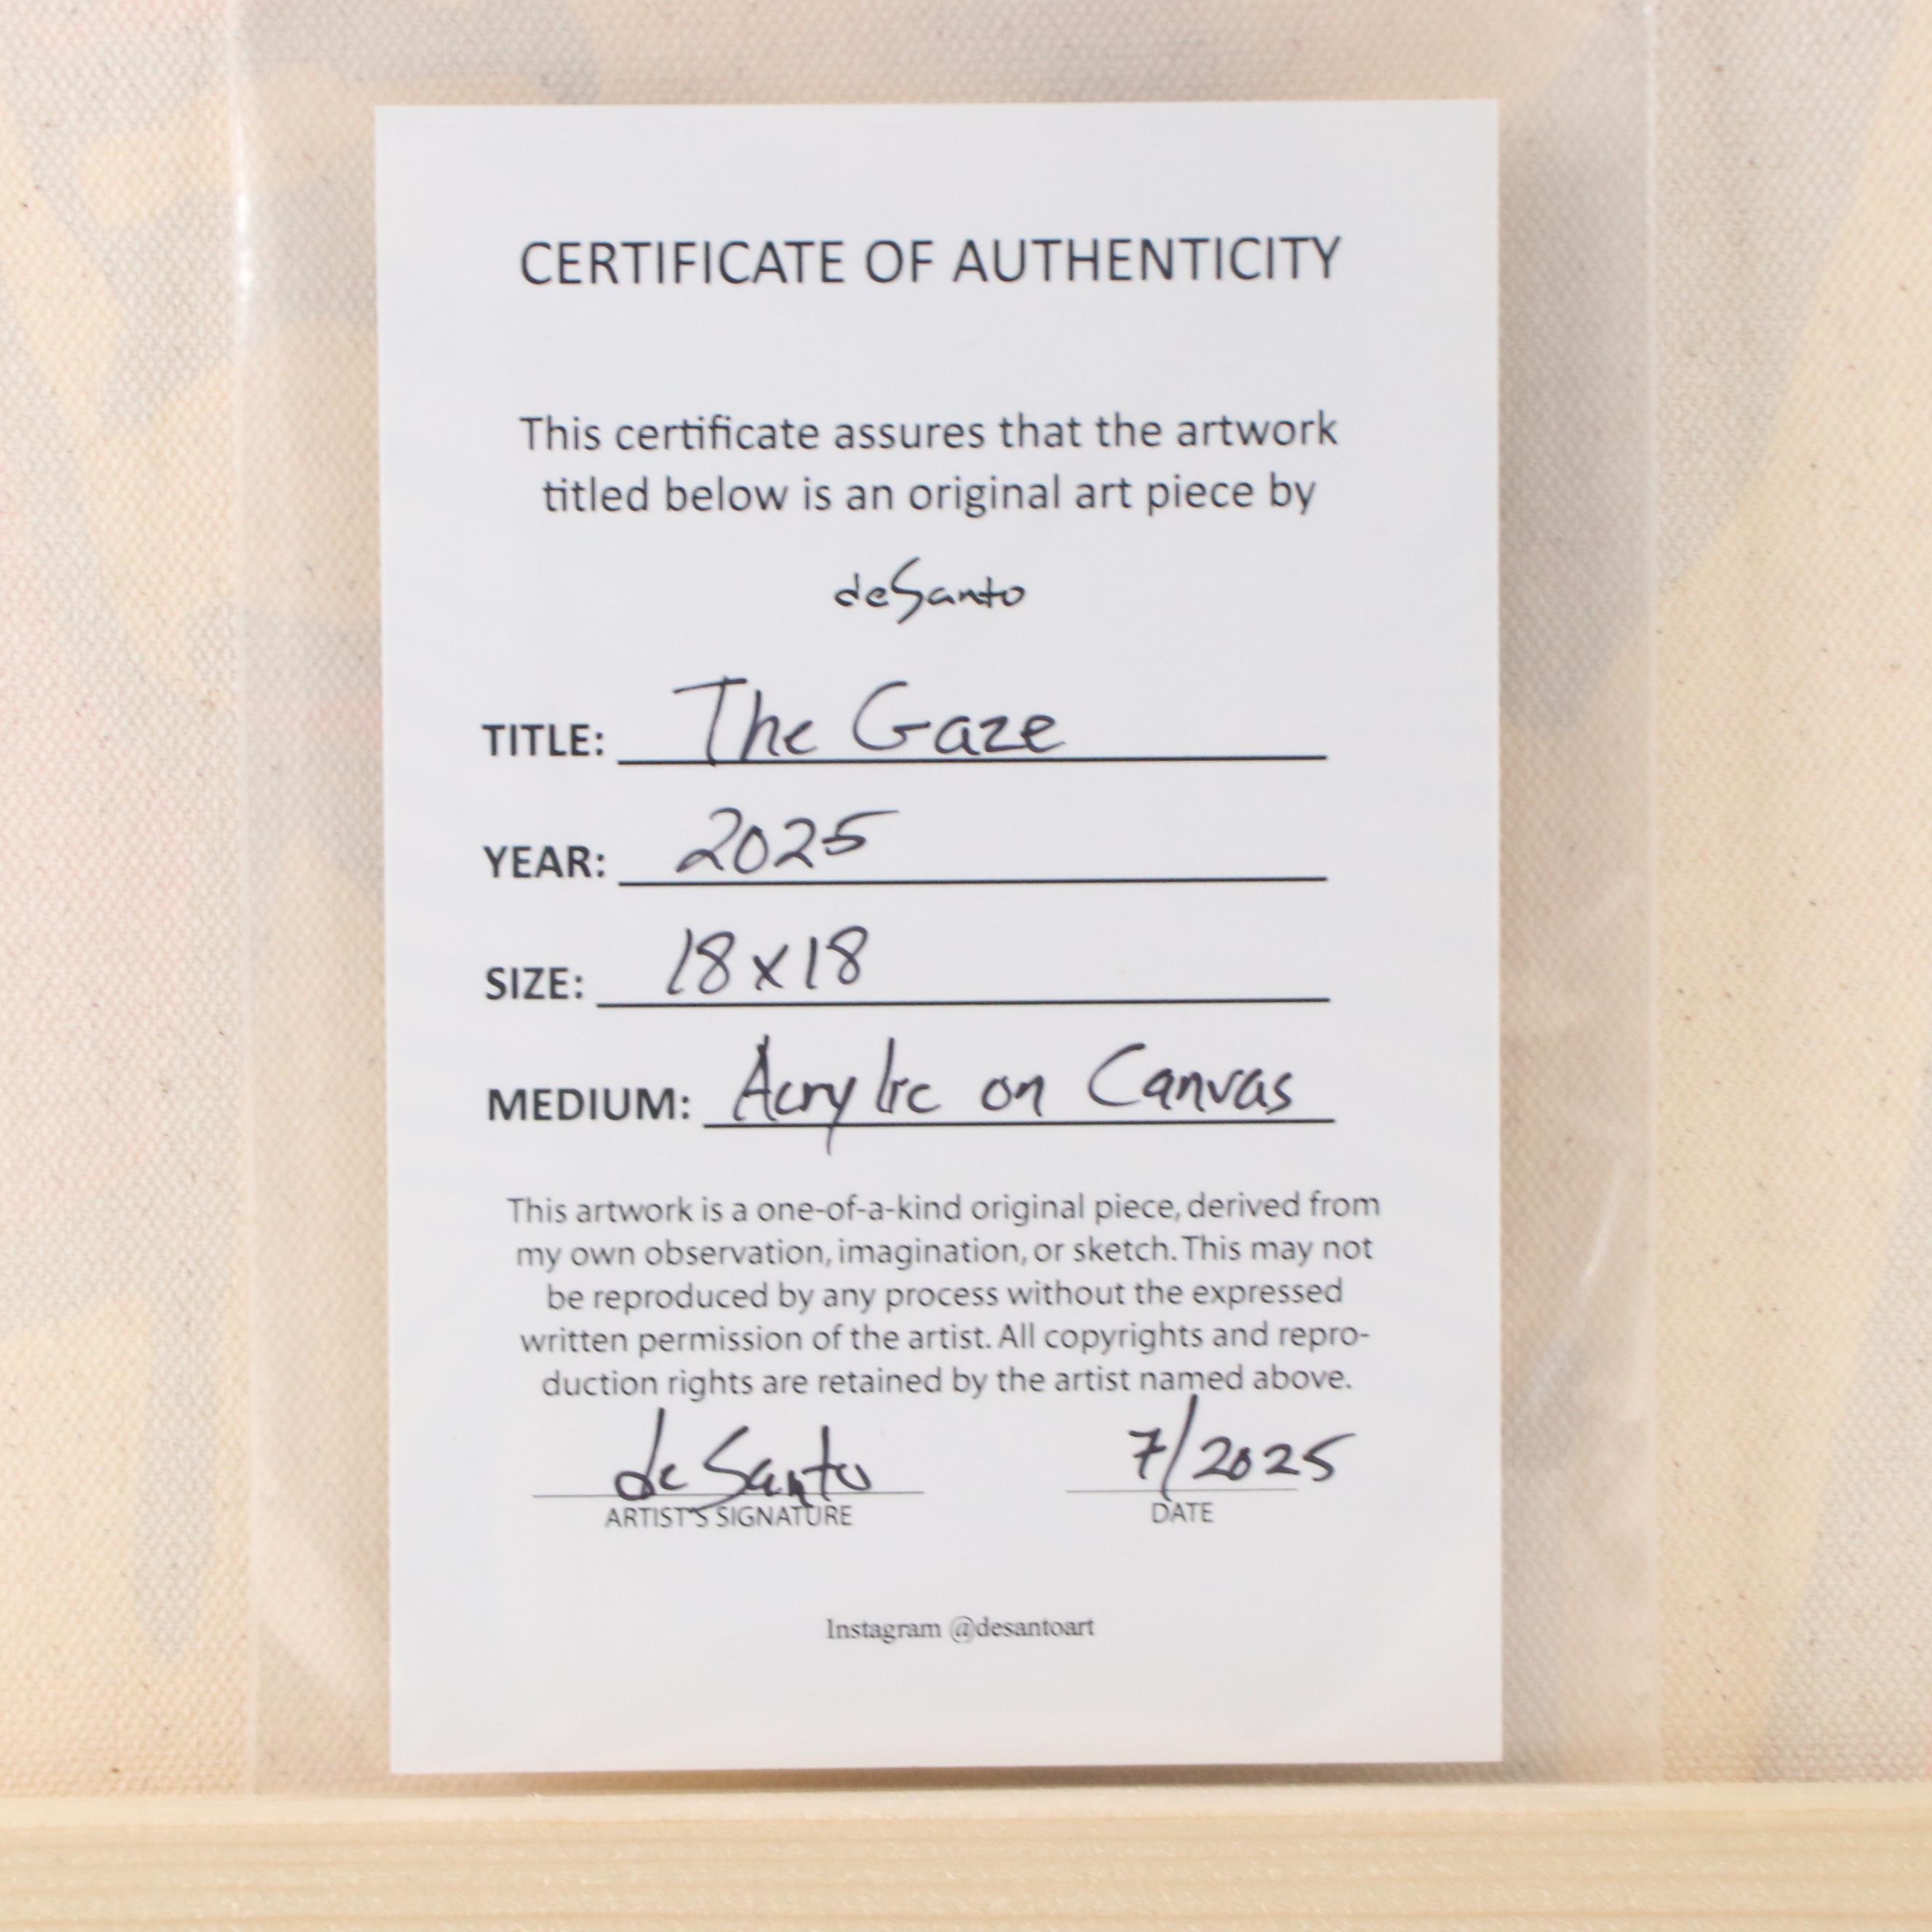 CERTIFICATE OF AUTHENTICITY
This certificate assures that the artwork
titled below is an original art piece by
deSanto
TITLE: The Gaze
YEAR: 2025
SIZE: 18x18
MEDIUM: Acrylic on Canvas
This artwork is a one-of-a-kind original piece, derived from
my own observation, imagination, or sketch. This may not
be reproduced by any process without the expressed
written permission of the artist. All copyrights and repro-
duction rights are retained by the artist named above.
deSanto 7/2025
ARTIST'S SIGNATURE DATE
Instagram @desantoart